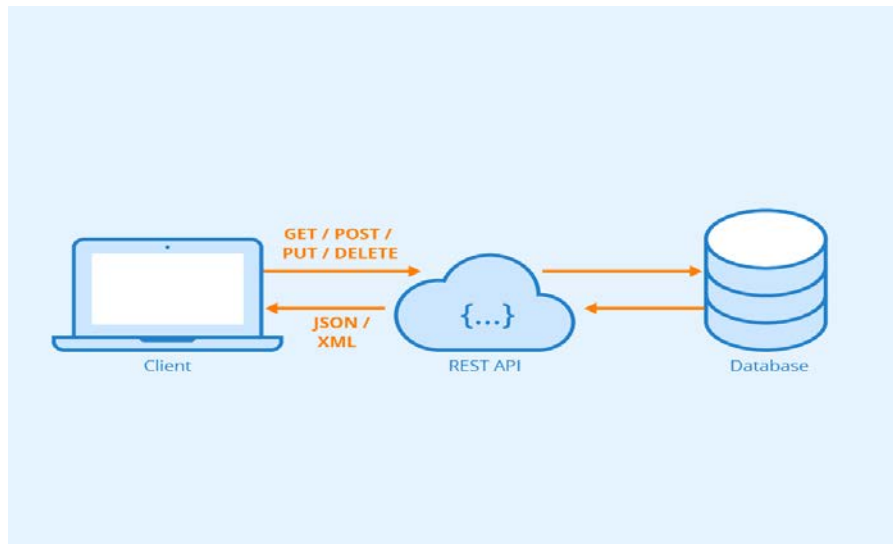 GET / POST /
PUT / DELETE
{...}
JSON /
XML
Client
REST API
Database